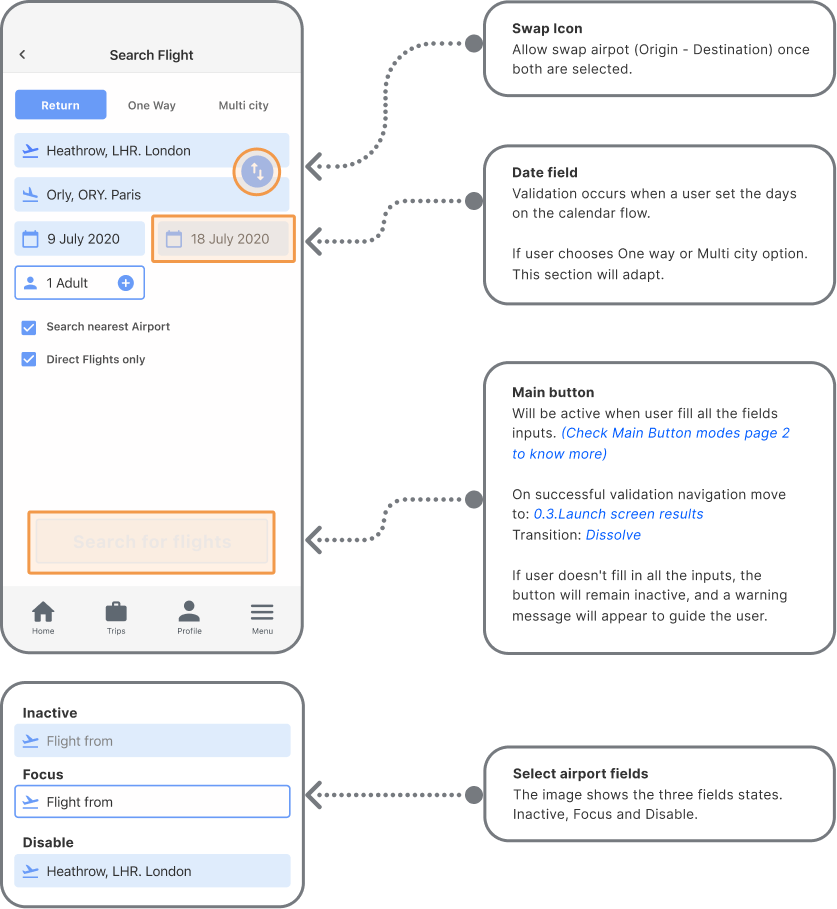 Search Flight
Return
One Way
Multi city
Heathrow, LHR. London
Orly, ORY. Paris
9 July 2020
18 July 2020
1 Adult
Search nearest Airport
Direct Flights only
Search for flights
Home
Trips
Profile
Menu
Swap Icon
Allow swap airpot (Origin - Destination) once
both are selected.
Date field
Validation occurs when a user set the days
on the calendar flow.
If user chooses One way or Multi city option.
This section will adapt.
Main button
Will be active when user fill all the fields
inputs. (Check Main Button modes page 2
to know more)
On successful validation navigation move
to: 0.3.Launch screen results
Transition: Dissolve
If user doesn't fill in all the inputs, the
button will remain inactive, and a warning
message will appear to guide the user.
Inactive
Flight from
Focus
Flight from
Disable
Heathrow, LHR. London
Select airport fields
The image shows the three fields states.
Inactive, Focus and Disable.